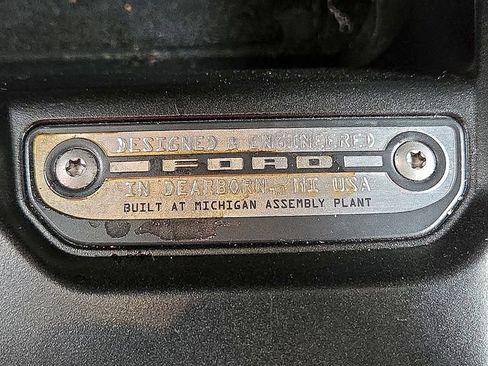 DESIGNED & ENGINEERED
FORD
IN DEARBORN, MI USA
BUILT AT MICHIGAN ASSEMBLY PLANT